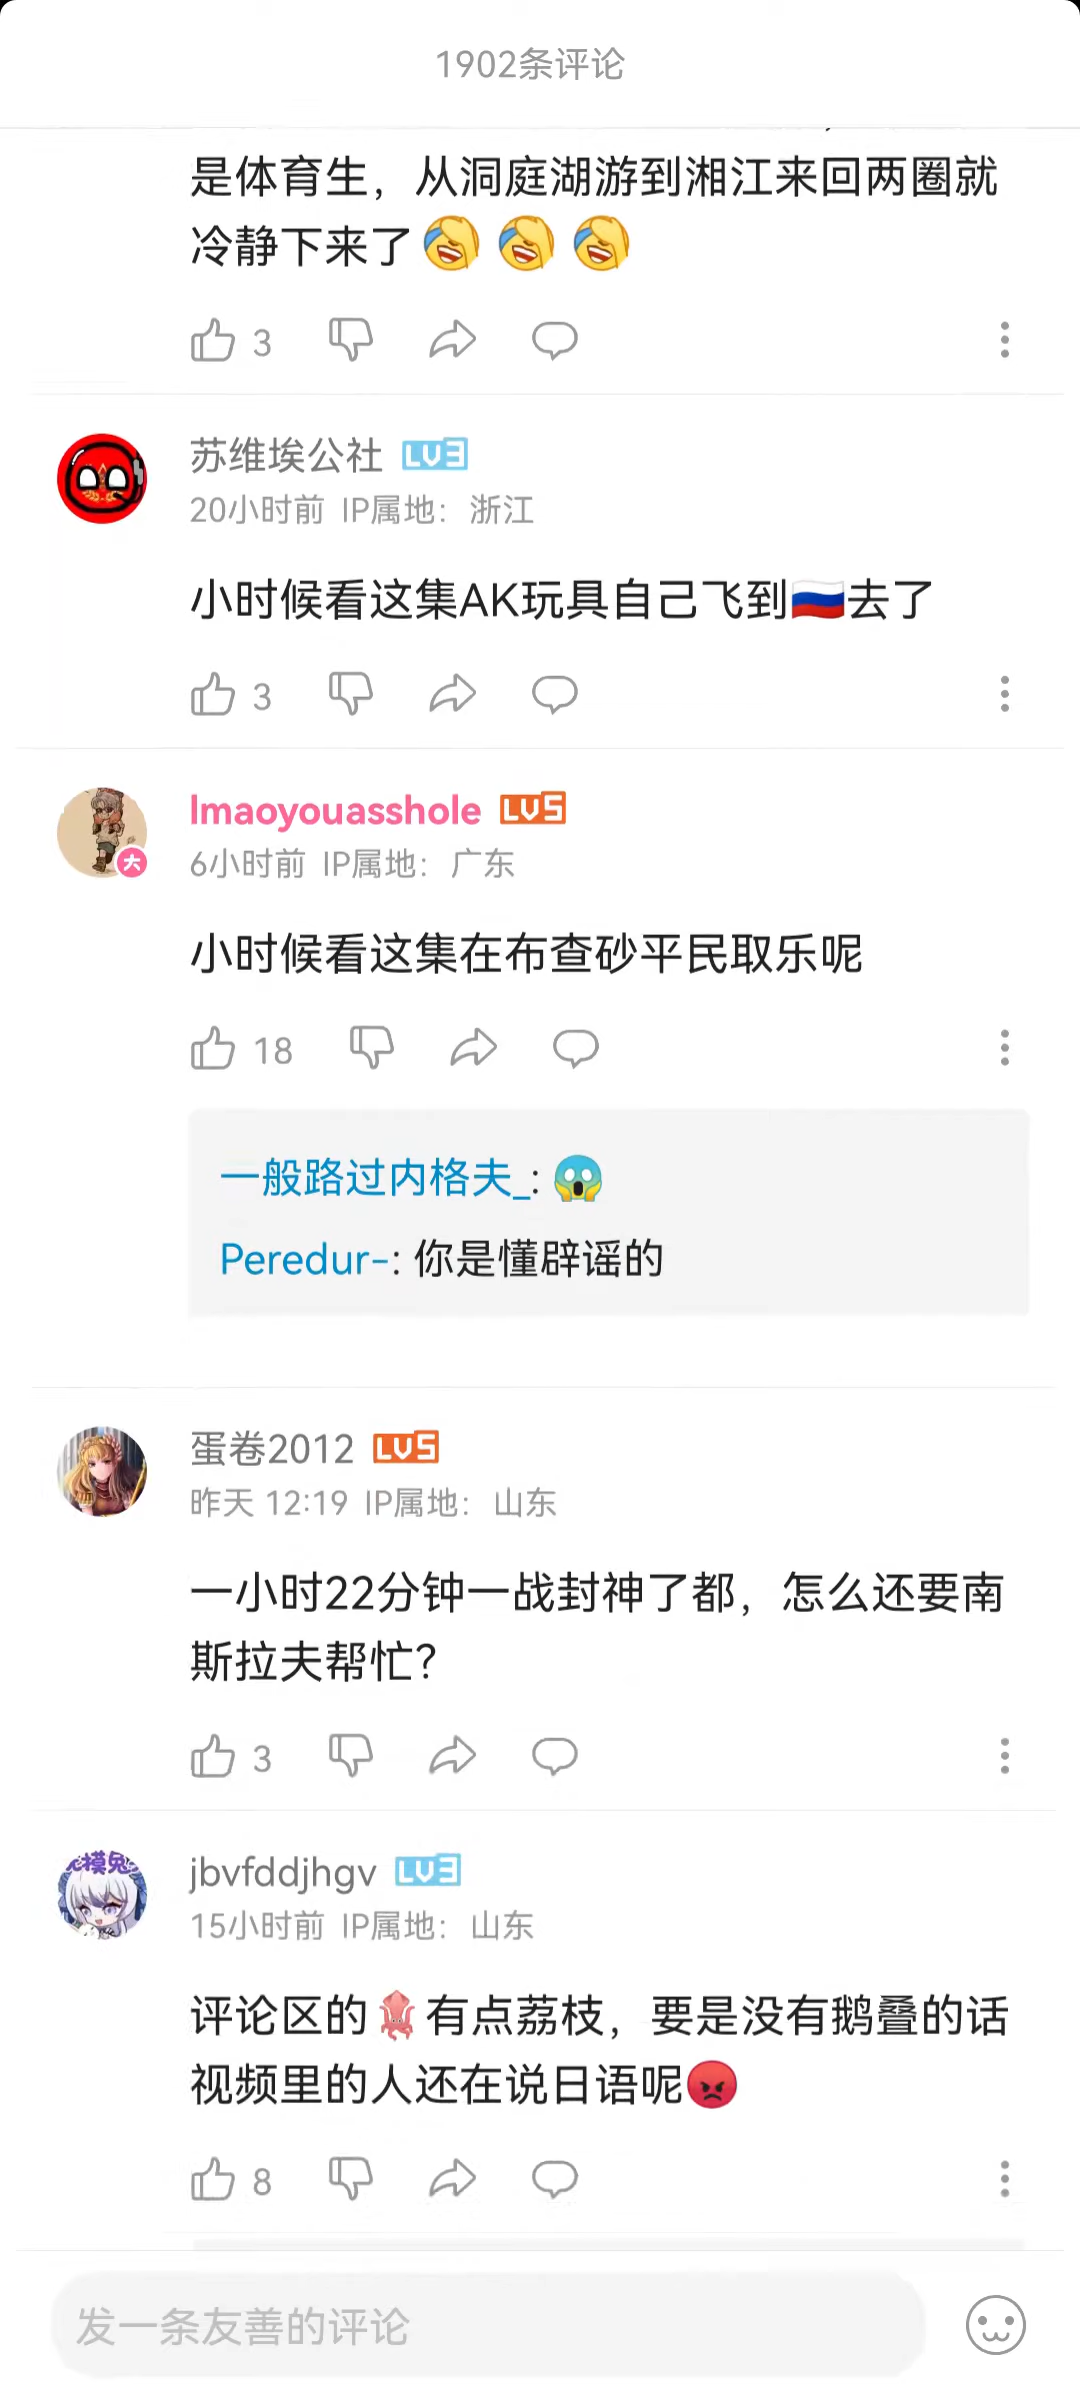 1902条评论
是体育生，从洞庭湖游到湘江来回两圈就
冷静下来了
3
苏维埃公社 LV3
20小时前 IP属地：浙江
小时候看这集AK玩具自己飞到🇷🇺去了
3
lmaoyouasshole LV5
大
6小时前 IP属地：广东
小时候看这集在布查砂平民取乐呢
18
一般路过内格夫_: 😱
Peredur-: 你是懂辟谣的
蛋卷2012 LV5
昨天 12:19 IP属地：山东
一小时22分钟一战封神了都，怎么还要南
斯拉夫帮忙？
3
jbvfddjhgv LV3
15小时前 IP属地：山东
评论区的🦑有点荔枝，要是没有鹅叠的话
视频里的人还在说日语呢😡
8
发一条友善的评论